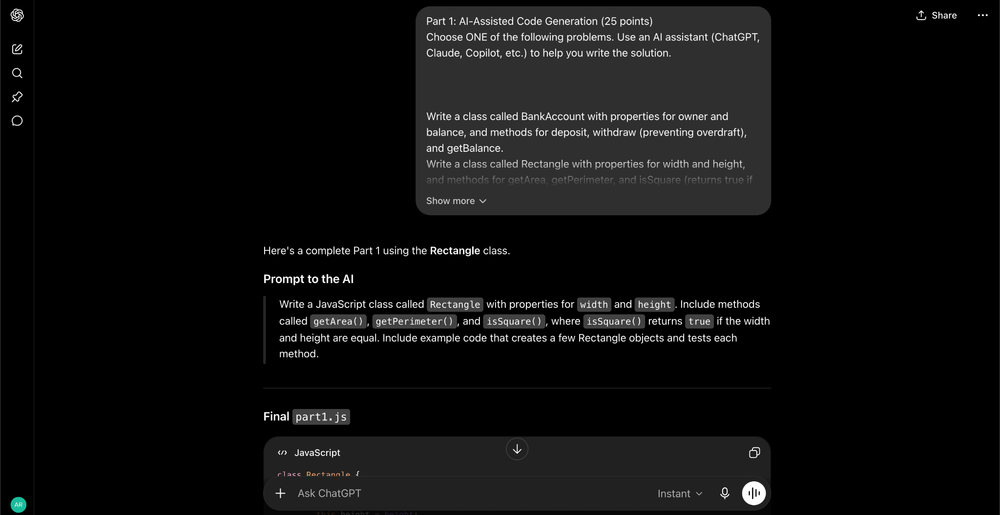 Share
Part 1: AI-Assisted Code Generation (25 points)
Choose ONE of the following problems. Use an AI assistant (ChatGPT,
Claude, Copilot, etc.) to help you write the solution.
Write a class called BankAccount with properties for owner and
balance, and methods for deposit, withdraw (preventing overdraft),
and getBalance.
Write a class called Rectangle with properties for width and height,
and methods for getArea, getPerimeter, and isSquare (returns true if
Show more
Here's a complete Part 1 using the Rectangle class.
Prompt to the AI
Write a JavaScript class called Rectangle with properties for width and height. Include methods
called getArea(), getPerimeter(), and isSquare(), where isSquare() returns true if the width
and height are equal. Include example code that creates a few Rectangle objects and tests each
method.
Final part1.js
JavaScript
class Rectangle {
Ask ChatGPT
Instant
this.height = height;
AR